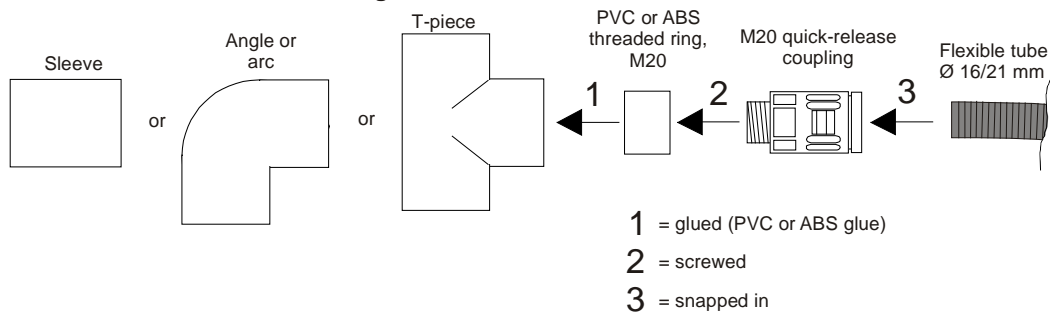 Sleeve
or
Angle or
arc
or
T-piece
1
PVC or ABS
threaded ring,
M20
2
M20 quick-release
coupling
3
Flexible tube
Ø 16/21 mm
1 = glued (PVC or ABS glue)
2 = screwed
3 = snapped in